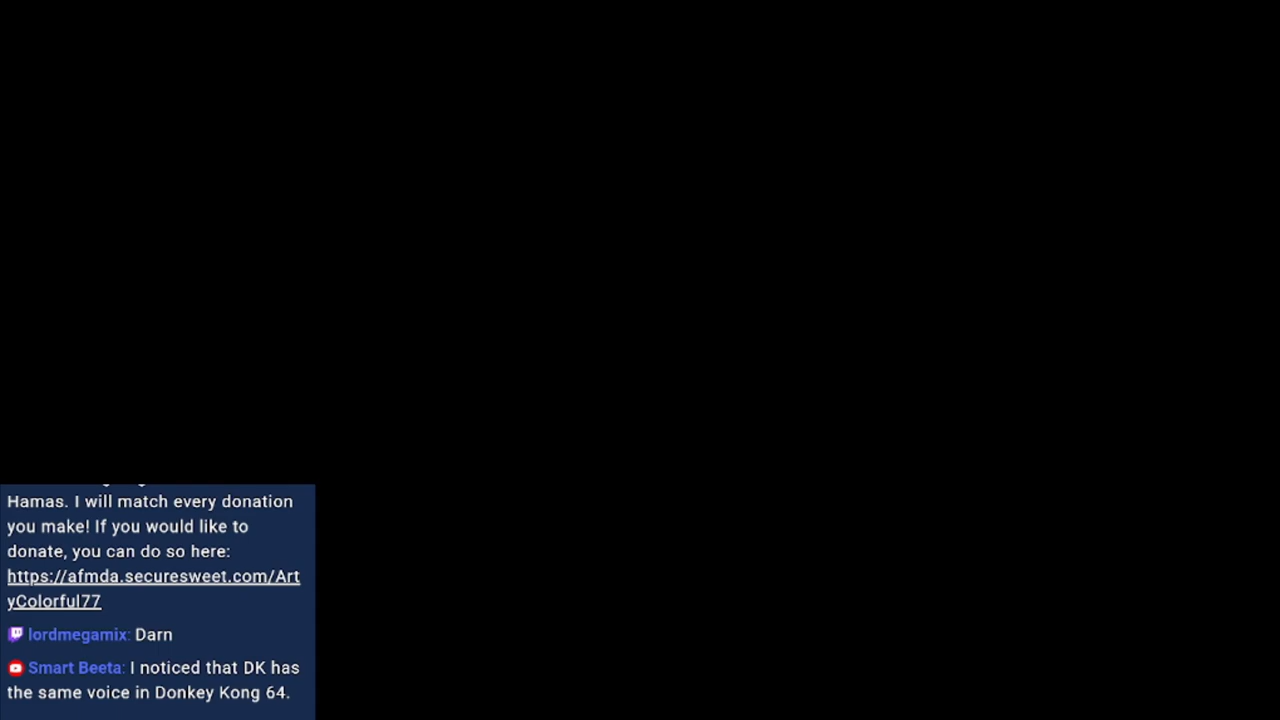 Hamas. I will match every donation
you make! If you would like to
donate, you can do so here:
https://afmda.securesweet.com/Art
yColorful77
lordmegamix: Darn
Smart Beeta: I noticed that DK has
the same voice in Donkey Kong 64.